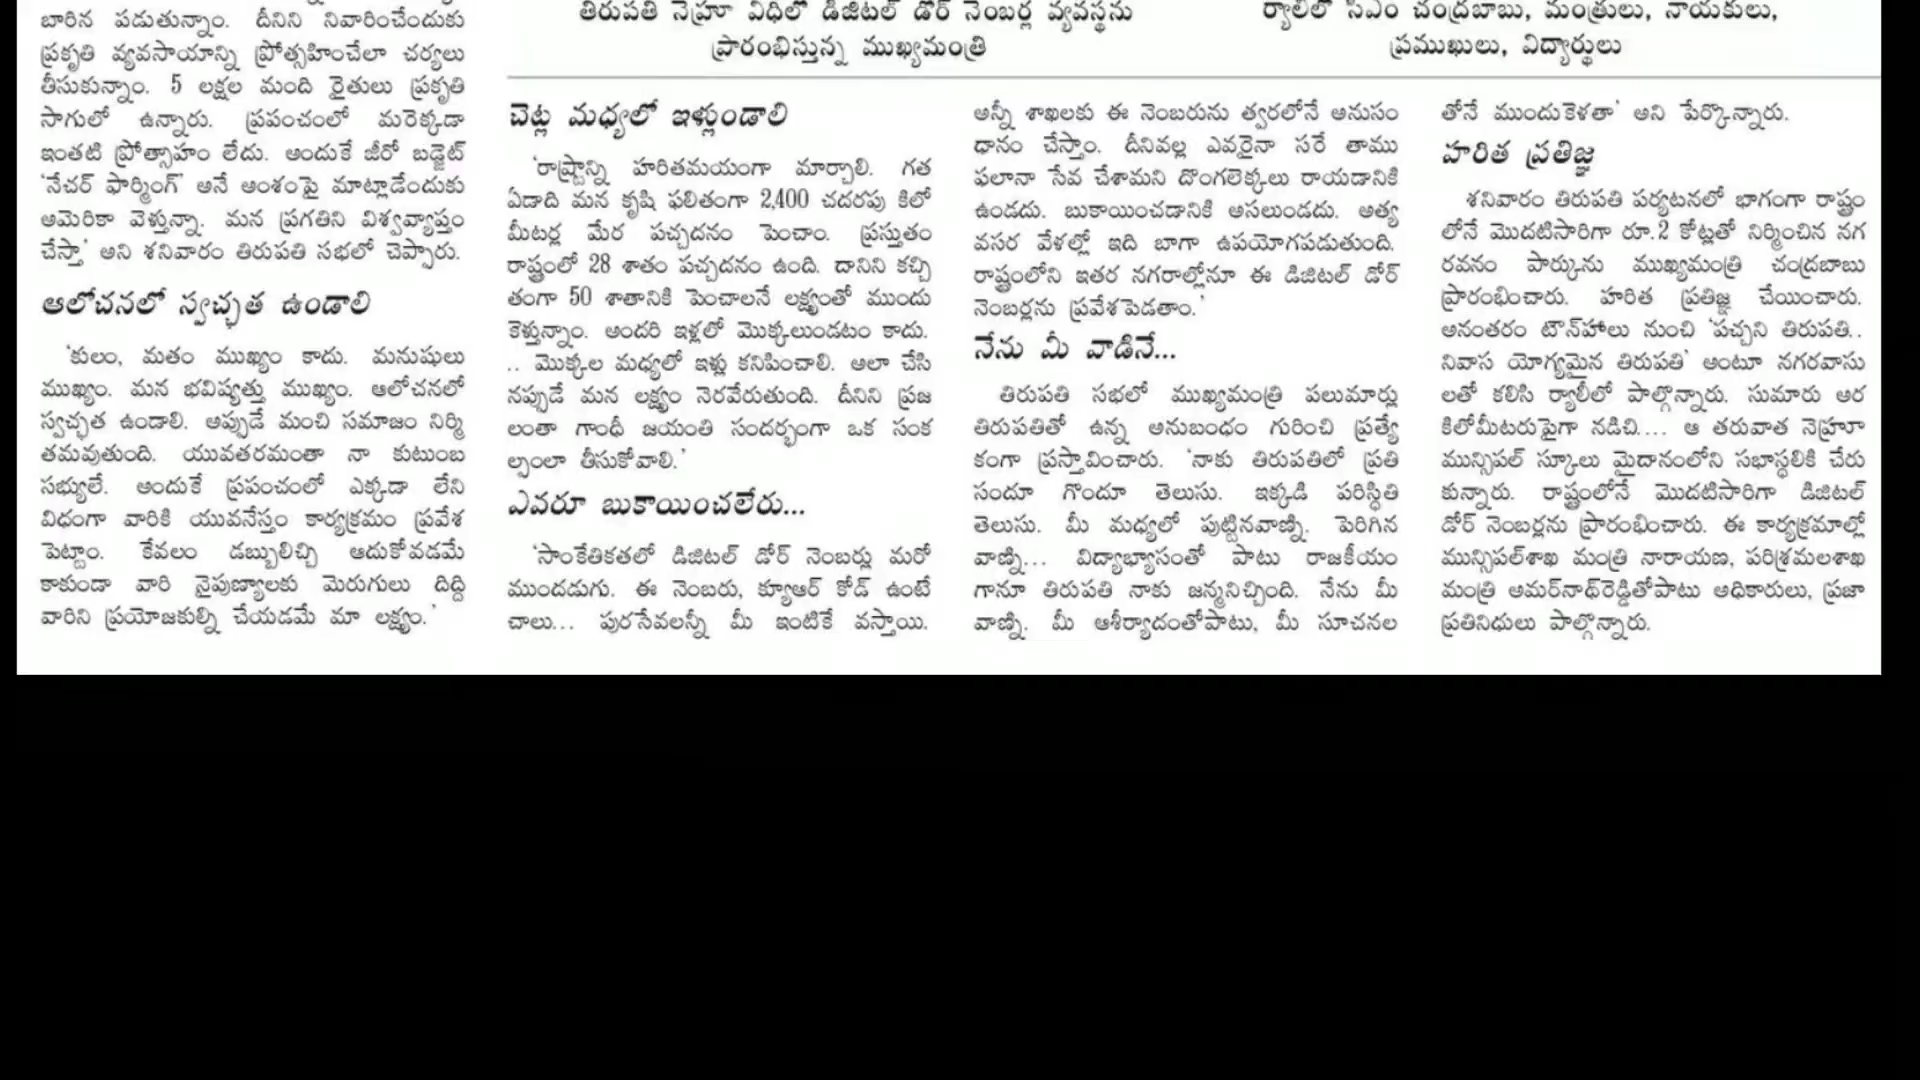 బారిన పడుతున్నాం. దీనిని నివారించేందుకు
ప్రకృతి వ్యవసాయాన్ని ప్రోత్సహించేలా చర్యలు
తీసుకున్నాం. 5 లక్షల మంది రైతులు ప్రకృతి
సాగులో ఉన్నారు. ప్రపంచంలో మరెక్కడా
ఇంతటి ప్రోత్సాహం లేదు. అందుకే జీరో బడ్జెట్
'నేచర్ ఫార్మింగ్' అనే అంశంపై మాట్లాడేందుకు
అమెరికా వెళ్తున్నా. మన ప్రగతిని విశ్వవ్యాప్తం
చేస్తా' అని శనివారం తిరుపతి సభలో చెప్పారు.
ఆలోచనలో స్వచ్ఛత ఉండాలి
'కులం, మతం ముఖ్యం కాదు. మనుషులు
ముఖ్యం. మన భవిష్యత్తు ముఖ్యం. ఆలోచనలో
స్వచ్ఛత ఉండాలి. అప్పుడే మంచి సమాజం నిర్మి
తమవుతుంది. యువతరమంతా నా కుటుంబ
సభ్యులే. అందుకే ప్రపంచంలో ఎక్కడా లేని
విధంగా వారికి యువనేస్తం కార్యక్రమం ప్రవేశ
పెట్టాం. కేవలం డబ్బులిచ్చి ఆదుకోవడమే
కాకుండా వారి నైపుణ్యాలకు మెరుగులు దిద్ది
వారిని ప్రయోజకుల్ని చేయడమే మా లక్ష్యం.'
తిరుపతి నెహ్రూ వీధిలో డిజిటల్ డోర్ నెంబర్ల వ్యవస్థను
ప్రారంభిస్తున్న ముఖ్యమంత్రి
ర్యాలీలో సీఎం చంద్రబాబు, మంత్రులు, నాయకులు,
ప్రముఖులు, విద్యార్థులు
చెట్ల మధ్యలో ఇళ్లుండాలి
'రాష్ట్రాన్ని హరితమయంగా మార్చాలి. గత
ఏడాది మన కృషి ఫలితంగా 2,400 చదరపు కిలో
మీటర్ల మేర పచ్చదనం పెంచాం. ప్రస్తుతం
రాష్ట్రంలో 28 శాతం పచ్చదనం ఉంది. దానిని కచ్చి
తంగా 50 శాతానికి పెంచాలనే లక్ష్యంతో ముందు
కెళ్తున్నాం. అందరి ఇళ్లలో మొక్కలుండటం కాదు.
.. మొక్కల మధ్యలో ఇళ్లు కనిపించాలి. అలా చేసి
నప్పుడే మన లక్ష్యం నెరవేరుతుంది. దీనిని ప్రజ
లంతా గాంధీ జయంతి సందర్భంగా ఒక సంక
ల్పంలా తీసుకోవాలి.'
ఎవరూ బుకాయించలేరు...
'సాంకేతికతలో డిజిటల్ డోర్ నెంబర్లు మరో
ముందడుగు. ఈ నెంబరు, క్యూఆర్ కోడ్ ఉంటే
చాలు... పురసేవలన్నీ మీ ఇంటికే వస్తాయి.
అన్నీ శాఖలకు ఈ నెంబరును త్వరలోనే అనుసం
ధానం చేస్తాం. దీనివల్ల ఎవరైనా సరే తాము
ఫలానా సేవ చేశామని దొంగలెక్కలు రాయడానికి
ఉండదు. బుకాయించడానికి అసలుండదు. అత్య
వసర వేళల్లో ఇది బాగా ఉపయోగపడుతుంది.
రాష్ట్రంలోని ఇతర నగరాల్లోనూ ఈ డిజిటల్ డోర్
నెంబర్లను ప్రవేశపెడతాం.'
నేను మీ వాడినే...
తిరుపతి సభలో ముఖ్యమంత్రి పలుమార్లు
తిరుపతితో ఉన్న అనుబంధం గురించి ప్రత్యే
కంగా ప్రస్తావించారు. 'నాకు తిరుపతిలో ప్రతి
సందూ గొందూ తెలుసు. ఇక్కడి పరిస్థితి
తెలుసు. మీ మధ్యలో పుట్టినవాణ్ని. పెరిగిన
వాణ్ని... విద్యాభ్యాసంతో పాటు రాజకీయం
గానూ తిరుపతి నాకు జన్మనిచ్చింది. నేను మీ
వాణ్ని. మీ ఆశీర్వాదంతోపాటు, మీ సూచనల
తోనే ముందుకెళతా' అని పేర్కొన్నారు.
హరిత ప్రతిజ్ఞ
శనివారం తిరుపతి పర్యటనలో భాగంగా రాష్ట్రం
లోనే మొదటిసారిగా రూ.2 కోట్లతో నిర్మించిన నగ
రవనం పార్కును ముఖ్యమంత్రి చంద్రబాబు
ప్రారంభించారు. హరిత ప్రతిజ్ఞ చేయించారు.
అనంతరం టౌన్‌హాలు నుంచి 'పచ్చని తిరుపతి..
నివాస యోగ్యమైన తిరుపతి' అంటూ నగరవాసు
లతో కలిసి ర్యాలీలో పాల్గొన్నారు. సుమారు అర
కిలోమీటరుపైగా నడిచి.... ఆ తరువాత నెహ్రూ
మున్సిపల్ స్కూలు మైదానంలోని సభాస్థలికి చేరు
కున్నారు. రాష్ట్రంలోనే మొదటిసారిగా డిజిటల్
డోర్ నెంబర్లను ప్రారంభించారు. ఈ కార్యక్రమాల్లో
మున్సిపల్‌శాఖ మంత్రి నారాయణ, పరిశ్రమలశాఖ
మంత్రి అమర్‌నాథ్‌రెడ్డితోపాటు అధికారులు, ప్రజా
ప్రతినిధులు పాల్గొన్నారు.